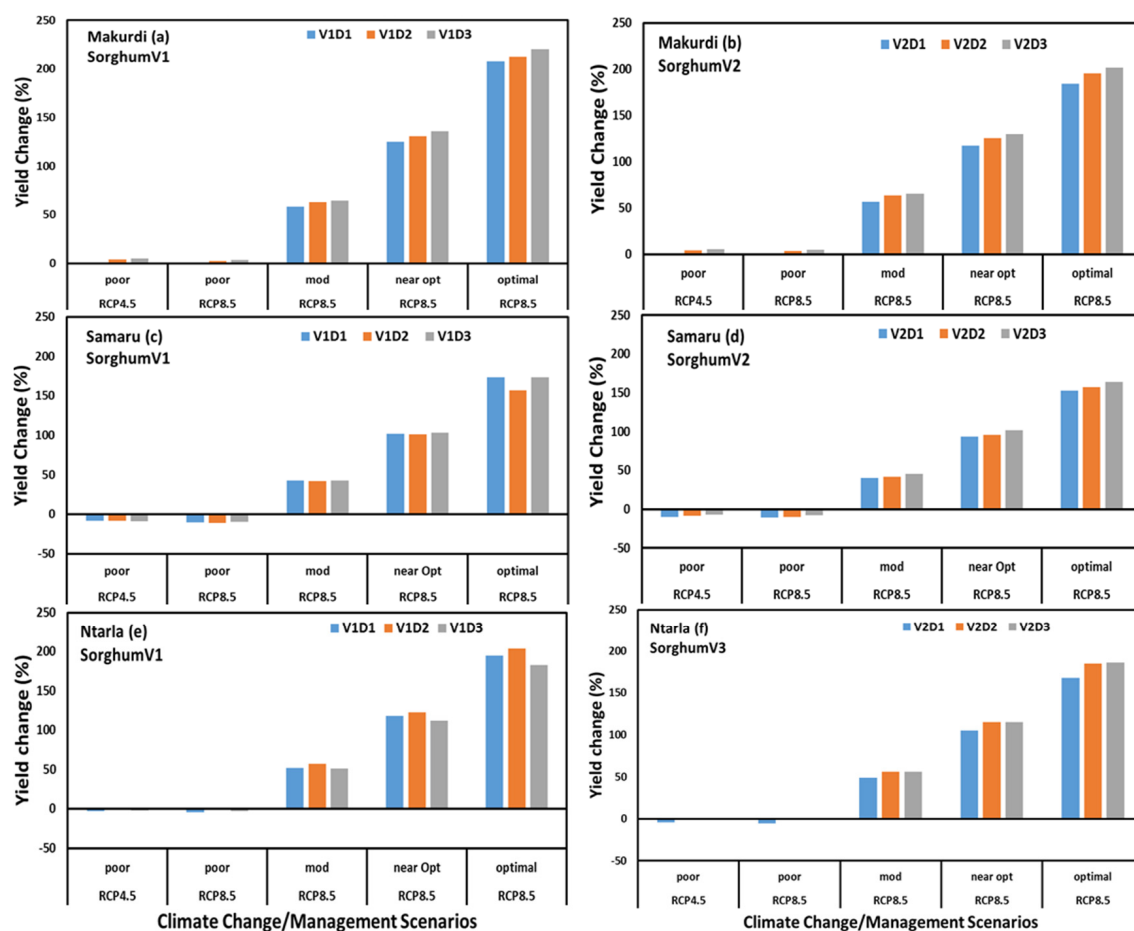 Makurdi (a)
SorghumV1
V1D1 V1D2 V1D3
Yield Change (%)
250
200
150
100
50
0
poor poor mod near opt optimal
RCP4.5 RCP8.5 RCP8.5 RCP8.5 RCP8.5
Makurdi (b)
SorghumV2
V2D1 V2D2 V2D3
Yield Change (%)
250
200
150
100
50
0
poor poor mod near opt optimal
RCP4.5 RCP8.5 RCP8.5 RCP8.5 RCP8.5
Samaru (c)
SorghumV1
V1D1 V1D2 V1D3
Yield Change (%)
250
200
150
100
50
0
-50
poor poor mod near Opt optimal
RCP4.5 RCP8.5 RCP8.5 RCP8.5 RCP8.5
Samaru (d)
SorghumV2
V2D1 V2D2 V2D3
Yield Change (%)
250
200
150
100
50
0
-50
poor poor mod near Opt optimal
RCP4.5 RCP8.5 RCP8.5 RCP8.5 RCP8.5
Ntarla (e)
SorghumV1
V1D1 V1D2 V1D3
Yield change (%)
250
200
150
100
50
0
-50
poor poor mod near Opt optimal
RCP4.5 RCP8.5 RCP8.5 RCP8.5 RCP8.5
Climate Change/Management Scenarios
Ntarla (f)
SorghumV3
V2D1 V2D2 V2D3
Yield change (%)
250
200
150
100
50
0
-50
poor poor mod near opt optimal
RCP4.5 RCP8.5 RCP8.5 RCP8.5 RCP8.5
Climate Change/Management Scenarios